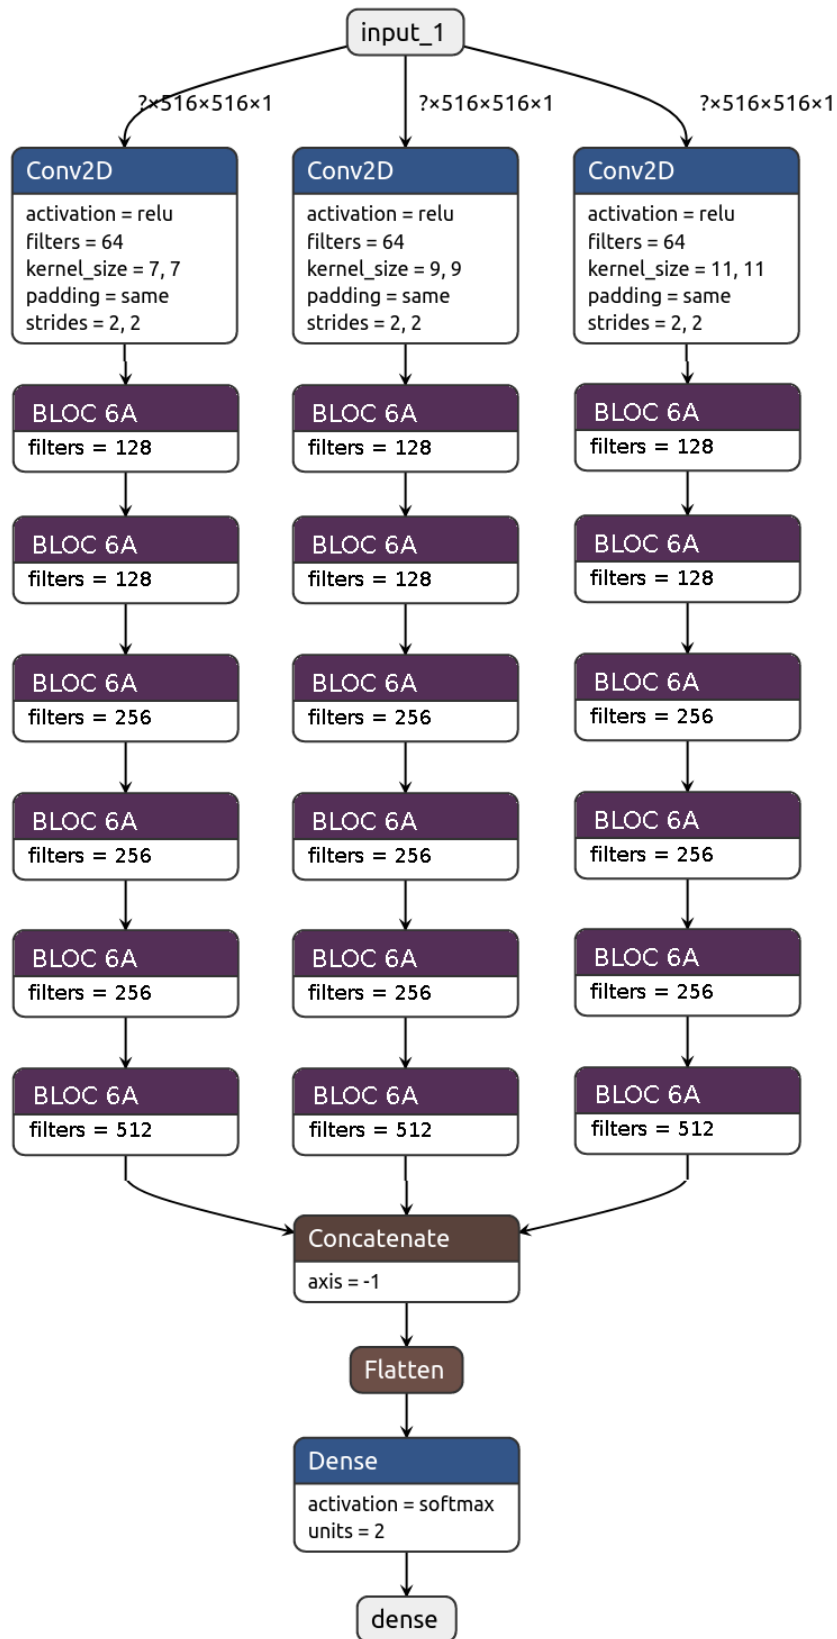 input_1
?×516×516×1
?×516×516×1
?×516×516×1
Conv2D
activation = relu
filters = 64
kernel_size = 7, 7
padding = same
strides = 2, 2
Conv2D
activation = relu
filters = 64
kernel_size = 9, 9
padding = same
strides = 2, 2
Conv2D
activation = relu
filters = 64
kernel_size = 11, 11
padding = same
strides = 2, 2
BLOC 6A
filters = 128
BLOC 6A
filters = 128
BLOC 6A
filters = 128
BLOC 6A
filters = 128
BLOC 6A
filters = 128
BLOC 6A
filters = 128
BLOC 6A
filters = 256
BLOC 6A
filters = 256
BLOC 6A
filters = 256
BLOC 6A
filters = 256
BLOC 6A
filters = 256
BLOC 6A
filters = 256
BLOC 6A
filters = 256
BLOC 6A
filters = 256
BLOC 6A
filters = 256
BLOC 6A
filters = 512
BLOC 6A
filters = 512
BLOC 6A
filters = 512
Concatenate
axis = -1
Flatten
Dense
activation = softmax
units = 2
dense